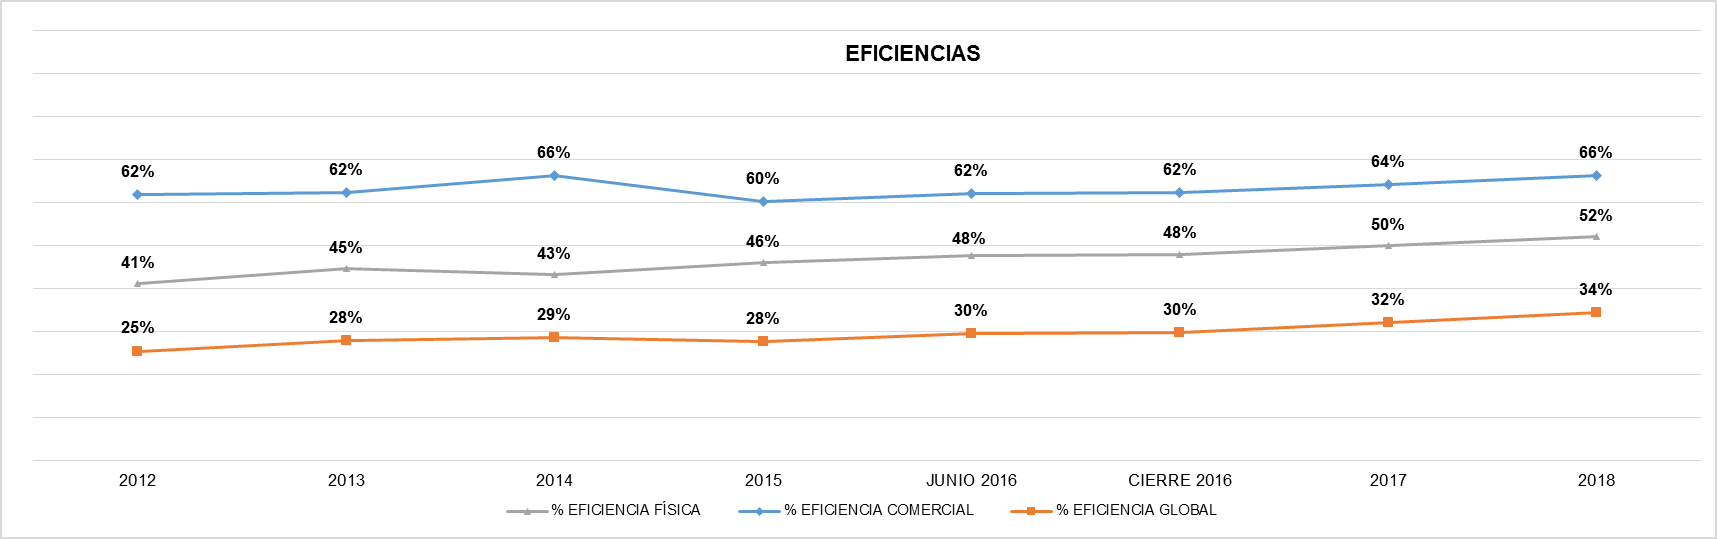 EFICIENCIAS
62% 62% 66% 60% 62% 62% 64% 66%
41% 45% 43% 46% 48% 48% 50% 52%
25% 28% 29% 28% 30% 30% 32% 34%
2012 2013 2014 2015 JUNIO 2016 CIERRE 2016 2017 2018
% EFICIENCIA FÍSICA % EFICIENCIA COMERCIAL % EFICIENCIA GLOBAL